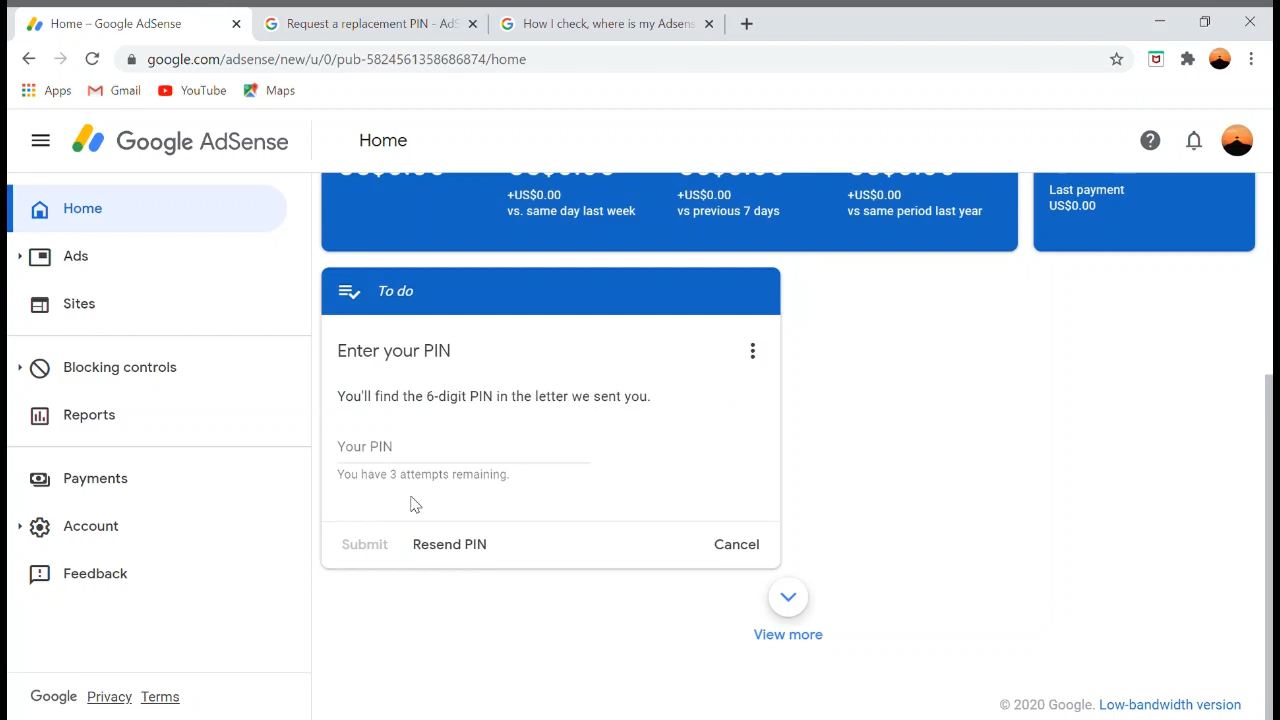 Home – Google AdSense
Request a replacement PIN - AdS
How I check, where is my Adsens
google.com/adsense/new/u/0/pub-5824561358686874/home
Apps
Gmail
YouTube
Maps
Google AdSense
Home
Home
Ads
Sites
Blocking controls
Reports
Payments
Account
Feedback
Google Privacy Terms
+US$0.00
vs. same day last week
+US$0.00
vs previous 7 days
+US$0.00
vs same period last year
Last payment
US$0.00
To do
Enter your PIN
You'll find the 6-digit PIN in the letter we sent you.
Your PIN
You have 3 attempts remaining.
Submit
Resend PIN
Cancel
View more
© 2020 Google. Low-bandwidth version